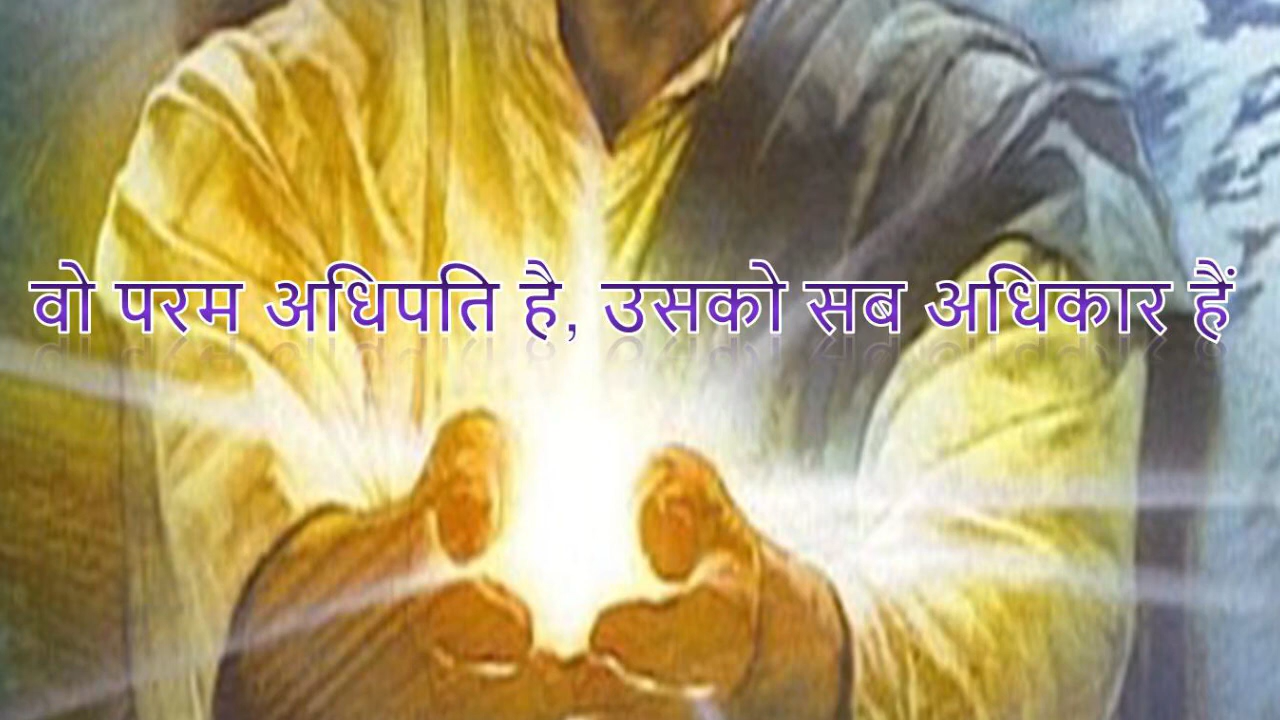 वो परम अधिपति है, उसको सब अधिकार हैं